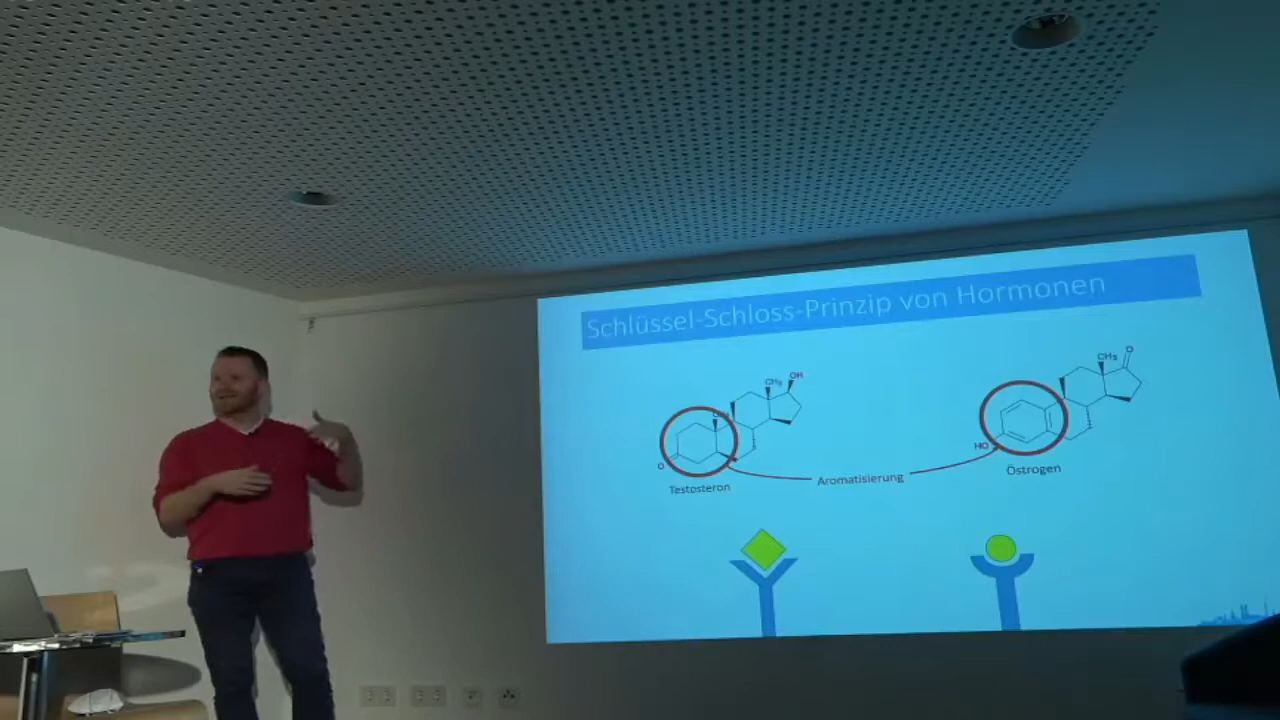 Schlüssel-Schloss-Prinzip von Hormonen
CH₃
OH
O
Testosteron
Aromatisierung
CH₃
O
HO
Östrogen